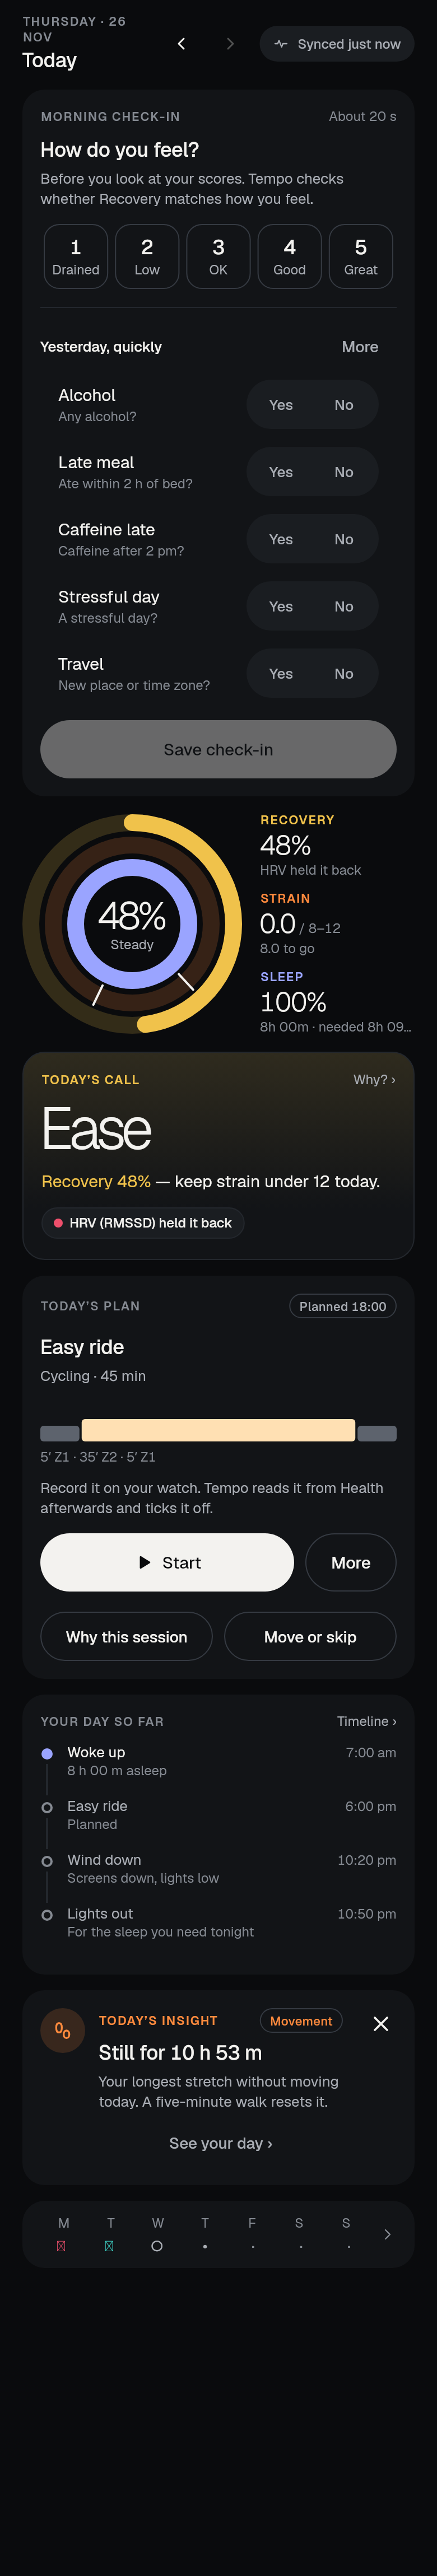 THURSDAY · 26
NOV
Today
Synced just now
MORNING CHECK-IN
About 20 s
How do you feel?
Before you look at your scores. Tempo checks
whether Recovery matches how you feel.
1
Drained
2
Low
3
OK
4
Good
5
Great
Yesterday, quickly
More
Alcohol
Any alcohol?
Yes
No
Late meal
Ate within 2 h of bed?
Yes
No
Caffeine late
Caffeine after 2 pm?
Yes
No
Stressful day
A stressful day?
Yes
No
Travel
New place or time zone?
Yes
No
Save check-in
48%
Steady
RECOVERY
48%
HRV held it back
STRAIN
0.0 / 8–12
8.0 to go
SLEEP
100%
8h 00m · needed 8h 09...
TODAY'S CALL
Why? ›
Ease
Recovery 48% — keep strain under 12 today.
HRV (RMSSD) held it back
TODAY'S PLAN
Planned 18:00
Easy ride
Cycling · 45 min
5′ Z1 · 35′ Z2 · 5′ Z1
Record it on your watch. Tempo reads it from Health
afterwards and ticks it off.
Start
More
Why this session
Move or skip
YOUR DAY SO FAR
Timeline ›
Woke up
7:00 am
8 h 00 m asleep
Easy ride
6:00 pm
Planned
Wind down
10:20 pm
Screens down, lights low
Lights out
10:50 pm
For the sleep you need tonight
TODAY'S INSIGHT
Movement
Still for 10 h 53 m
Your longest stretch without moving
today. A five-minute walk resets it.
See your day ›
M T W T F S S